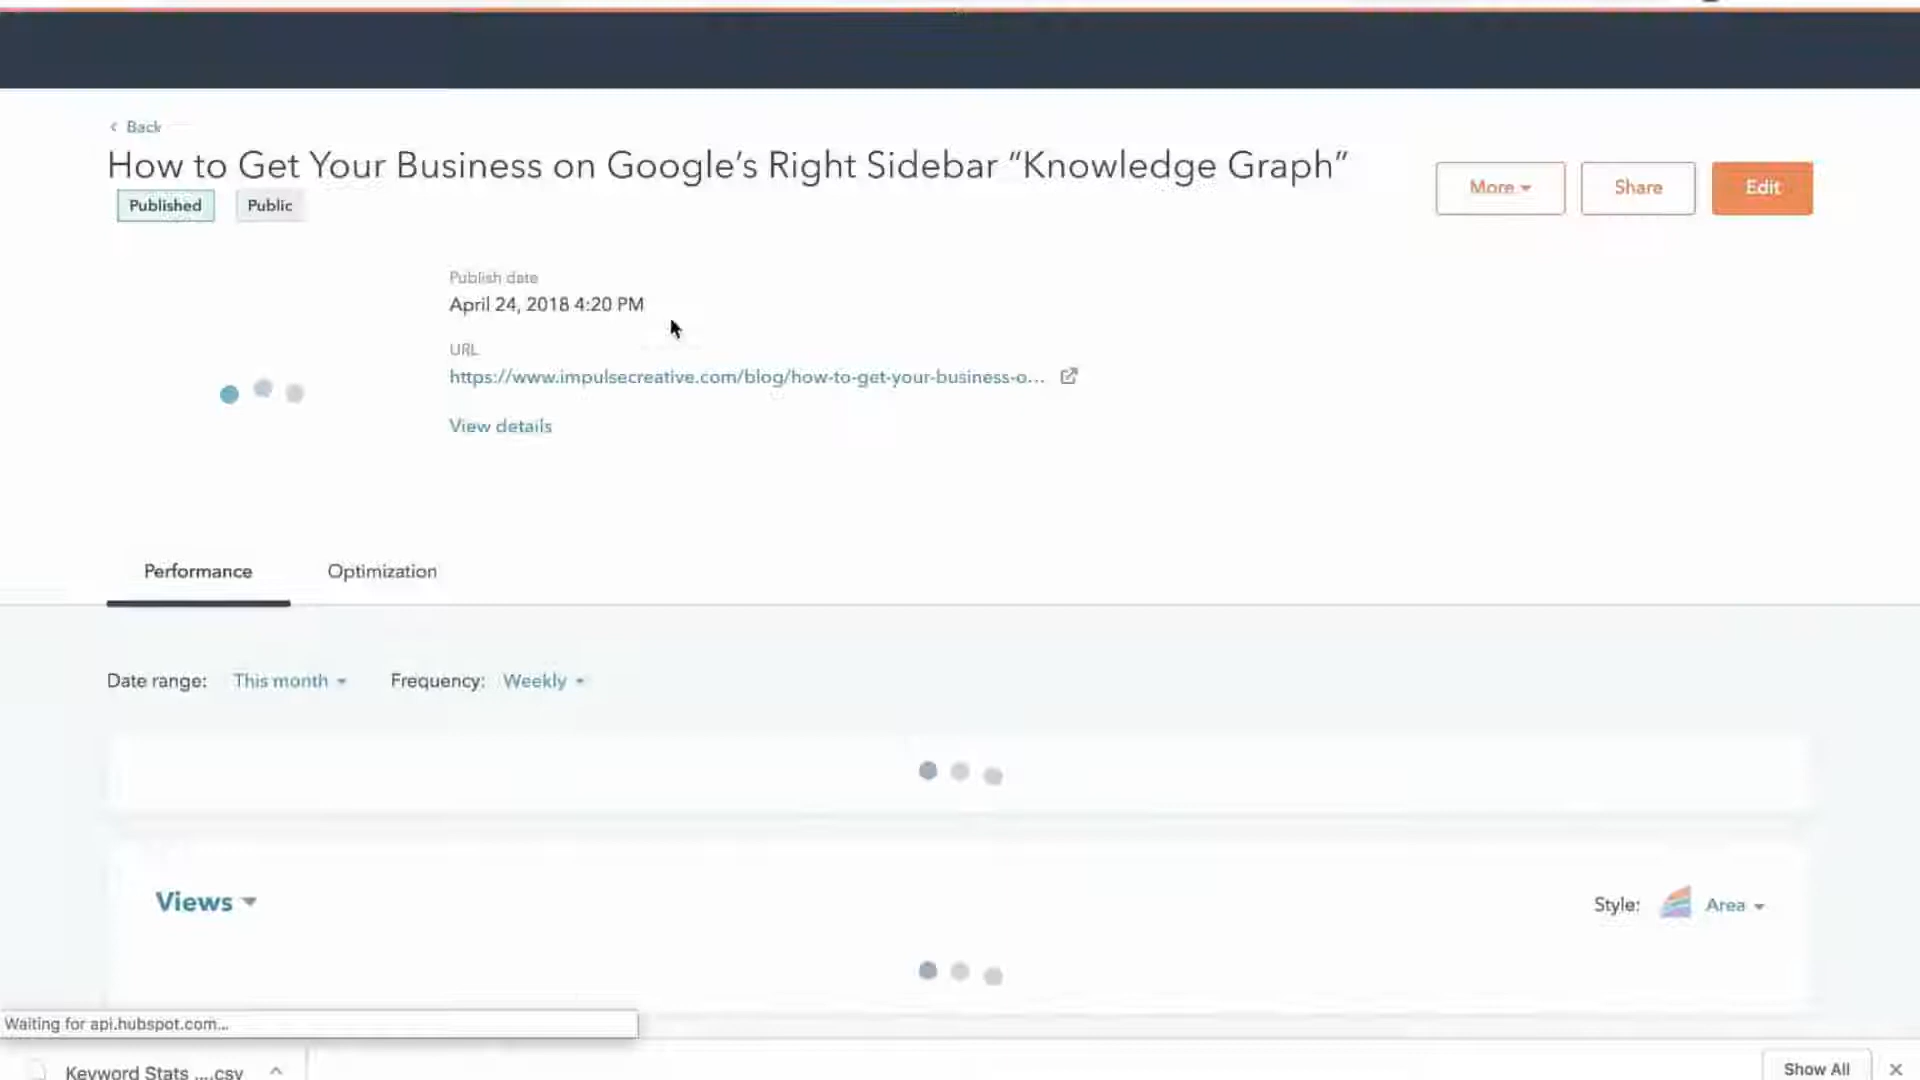 Back
How to Get Your Business on Google’s Right Sidebar “Knowledge Graph”
Published Public
More Share Edit
Publish date
April 24, 2018 4:20 PM
URL
https://www.impulsecreative.com/blog/how-to-get-your-business-o...
View details
Performance Optimization
Date range: This month Frequency: Weekly
Views
Style: Area
Waiting for api.hubspot.com...
Keyword Stats ....csv
Show All